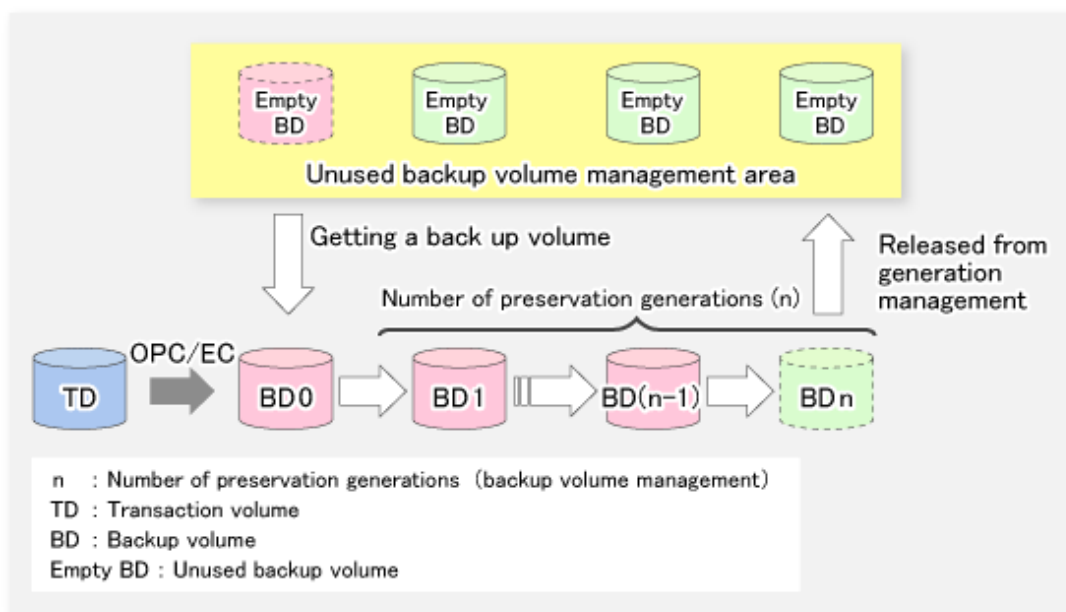 Empty
BD
Empty
BD
Empty
BD
Empty
BD
Unused backup volume management area
Getting a back up volume
Released from
generation
management
Number of preservation generations (n)
OPC/EC
TD
BD0
BD1
BD(n-1)
BDn
n : Number of preservation generations (backup volume management)
TD : Transaction volume
BD : Backup volume
Empty BD : Unused backup volume